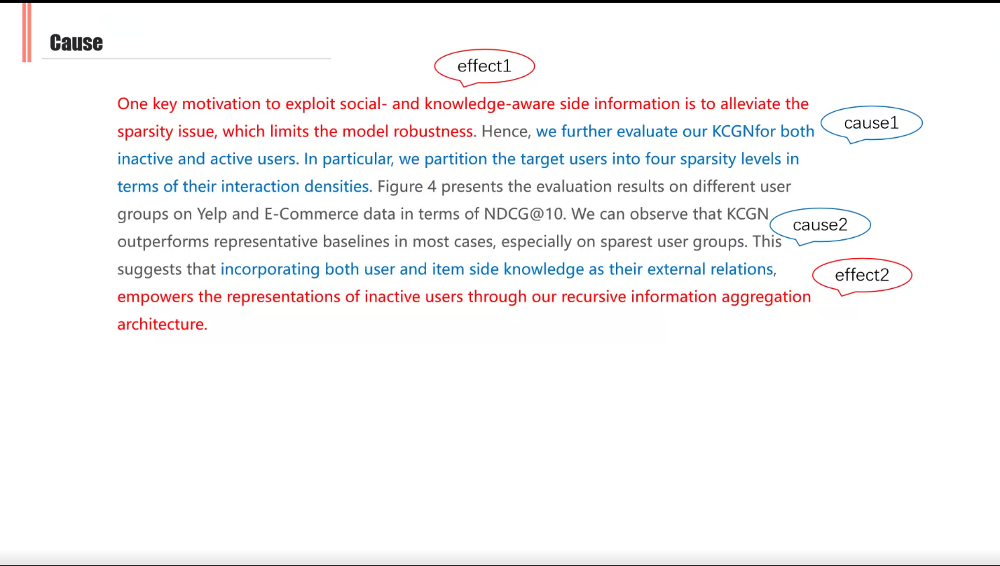 Cause
effect1
One key motivation to exploit social- and knowledge-aware side information is to alleviate the
sparsity issue, which limits the model robustness. Hence, we further evaluate our KCGNfor both
cause1
inactive and active users. In particular, we partition the target users into four sparsity levels in
terms of their interaction densities. Figure 4 presents the evaluation results on different user
groups on Yelp and E-Commerce data in terms of NDCG@10. We can observe that KCGN
cause2
outperforms representative baselines in most cases, especially on sparest user groups. This
suggests that incorporating both user and item side knowledge as their external relations,
effect2
empowers the representations of inactive users through our recursive information aggregation
architecture.